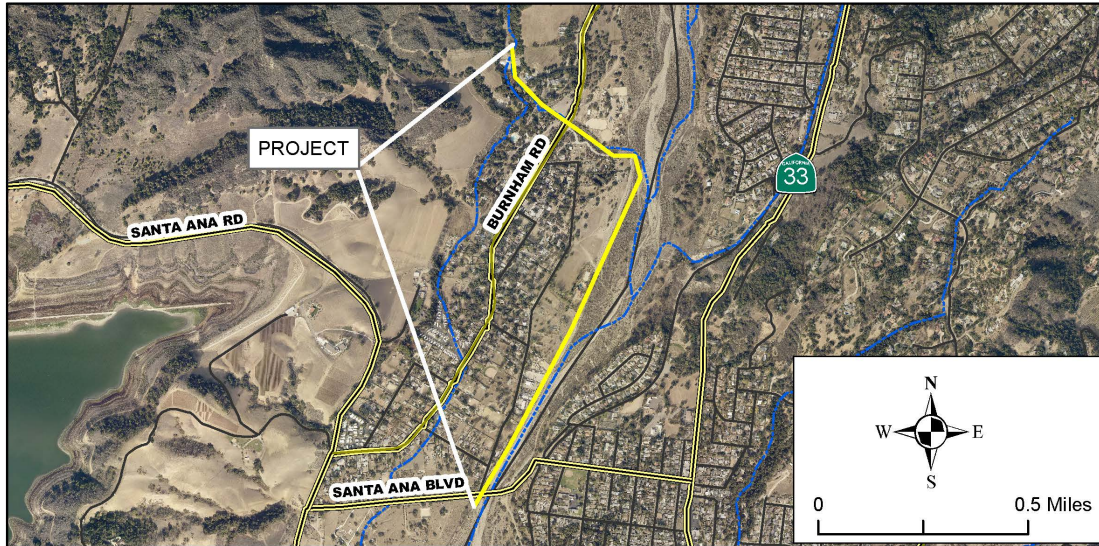 PROJECT
BURNHAM RD
CALIFORNIA
33
SANTA ANA RD
SANTA ANA BLVD
N
W E
S
0 0.5 Miles